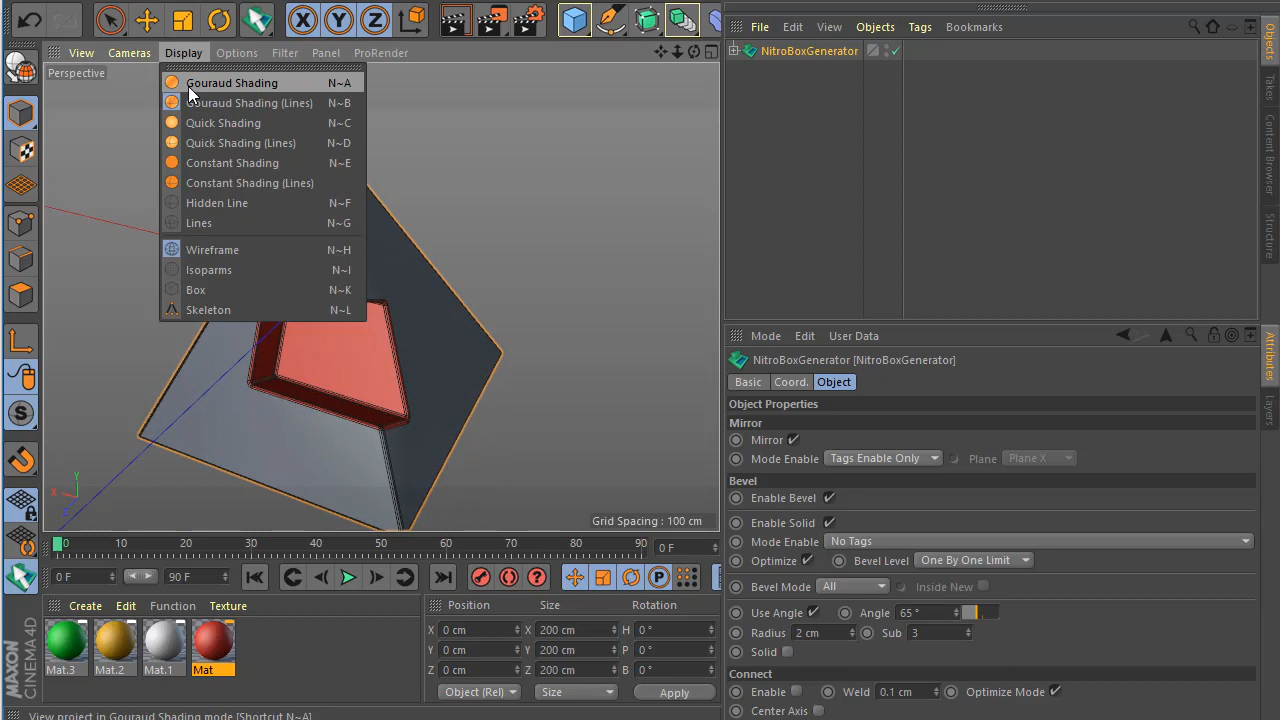 X Y Z
File Edit View Objects Tags Bookmarks
View Cameras Display Options Filter Panel ProRender
NitroBoxGenerator
Perspective
Gouraud Shading N~A
Gouraud Shading (Lines) N~B
Quick Shading N~C
Quick Shading (Lines) N~D
Constant Shading N~E
Constant Shading (Lines)
Hidden Line N~F
Lines N~G
Wireframe N~H
Isoparms N~I
Box N~K
Skeleton N~L
Objects
Takes
Content Browser
Structure
Mode Edit User Data
NitroBoxGenerator [NitroBoxGenerator]
Basic Coord. Object
Attributes
Layers
Object Properties
Mirror
Mirror
Mode Enable Tags Enable Only Plane Plane X
Bevel
Enable Bevel
Enable Solid
Mode Enable No Tags
Optimize Bevel Level One By One Limit
Bevel Mode All Inside New
Use Angle Angle 65 °
Radius 2 cm Sub 3
Solid
Connect
Enable Weld 0.1 cm Optimize Mode
Center Axis
Y
X
Z
S
Grid Spacing : 100 cm
0 10 20 30 40 50 60 70 80 90 0 F
0 F 90 F P
Create Edit Function Texture
Mat.3 Mat.2 Mat.1 Mat
Position Size Rotation
X 0 cm X 200 cm H 0 °
Y 0 cm Y 200 cm P 0 °
Z 0 cm Z 200 cm B 0 °
Object (Rel) Size Apply
MAXON
CINEMA 4D
View project in Gouraud Shading mode [Shortcut N~A]